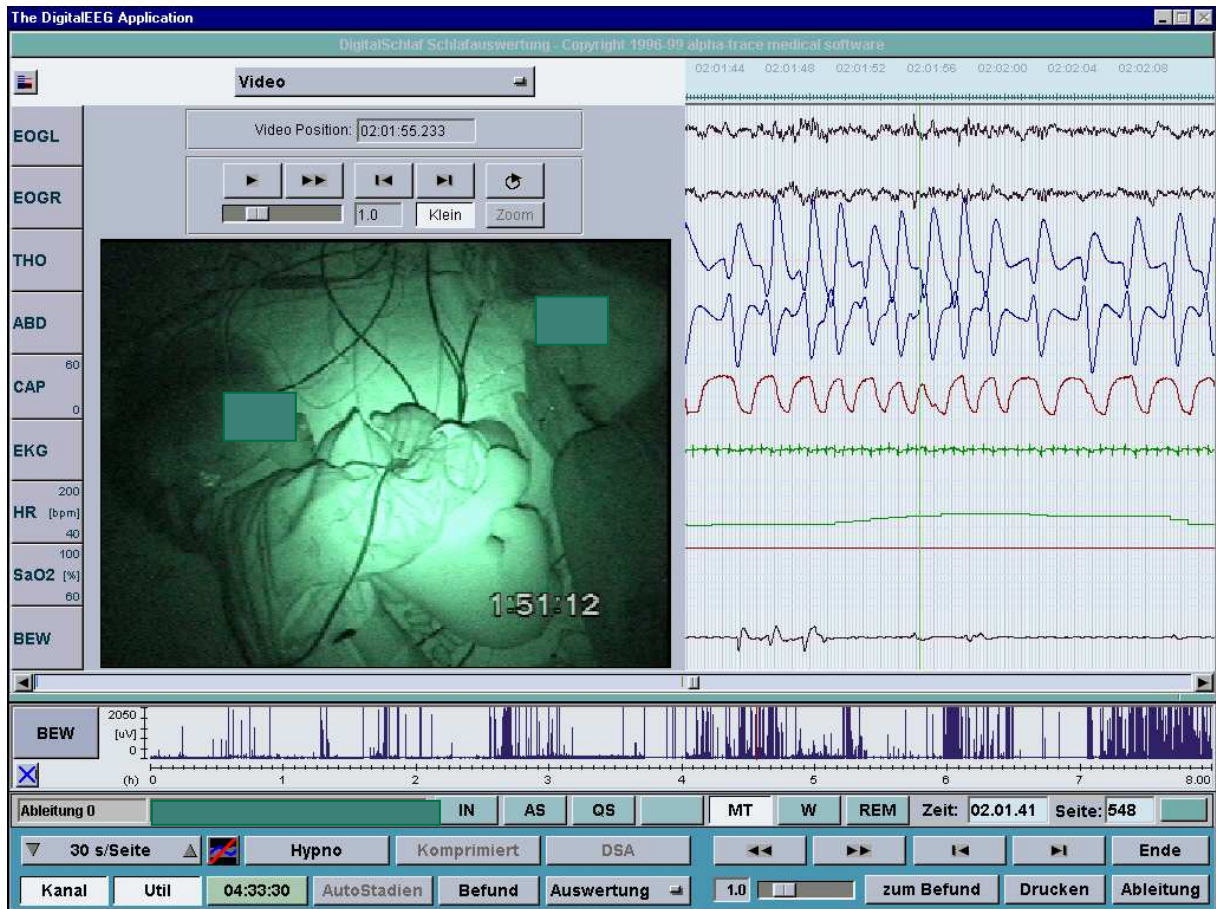 The DigitalEEG Application
DigitalSchlaf Schlafauswertung - Copyright 1996-99 alpha-trace medical software
Video
02:01:44 02:01:48 02:01:52 02:01:56 02:02:00 02:02:04 02:02:08
Video Position: 02:01:55.233
1.0 Klein Zoom
EOGL
EOGR
THO
ABD
60
CAP
0
EKG
200
HR [bpm]
40
100
SaO2 [%]
60
BEW
1:51:12
BEW
2050
[uV]
0
(h) 0 1 2 3 4 5 6 7 8.00
Ableitung 0 IN AS QS MT W REM Zeit: 02.01.41 Seite: 548
30 s/Seite Hypno Komprimiert DSA Ende
Kanal Util 04:33:30 AutoStadien Befund Auswertung 1.0 zum Befund Drucken Ableitung